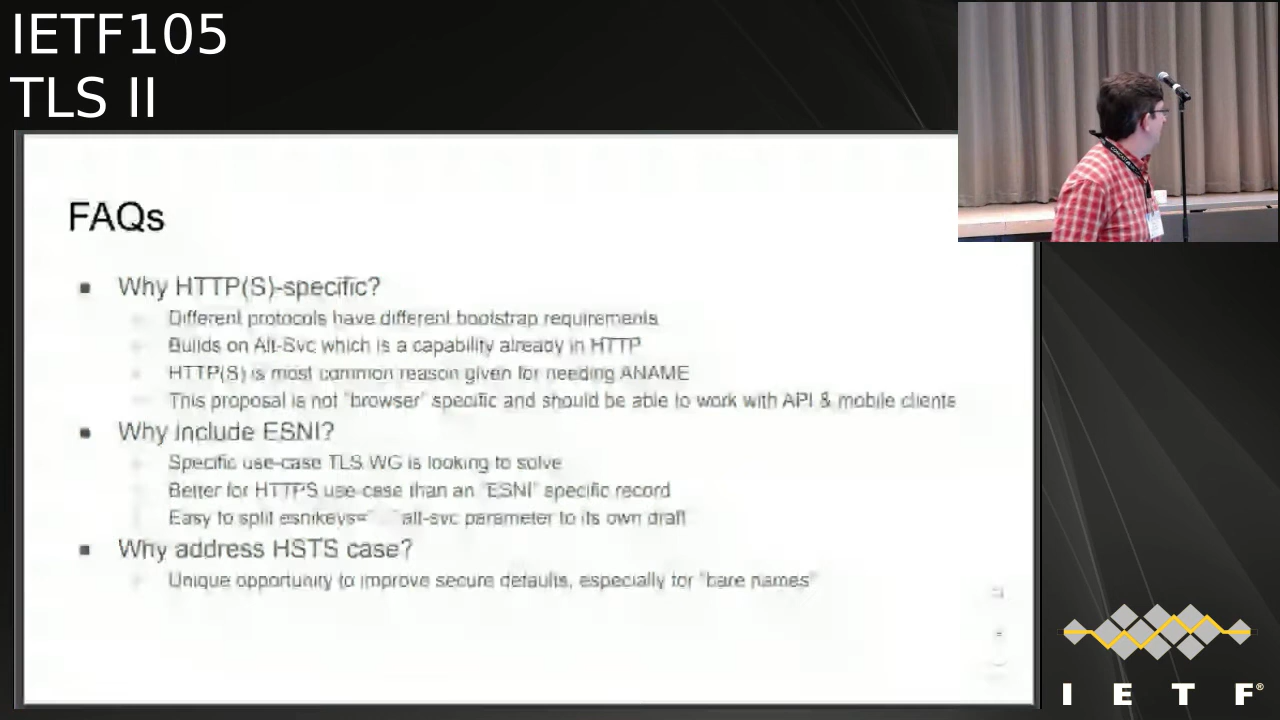 IETF105
TLS II
FAQs
Why HTTP(S)-specific?
Different protocols have different bootstrap requirements
Builds on Alt-Svc which is a capability already in HTTP
HTTP(S) is most common reason given for needing ANAME
This proposal is not "browser" specific and should be able to work with API & mobile clients
Why include ESNI?
Specific use-case TLS WG is looking to solve
Better for HTTPS use-case than an "ESNI" specific record
Easy to split esnikeys=" " alt-svc parameter to its own draft
Why address HSTS case?
Unique opportunity to improve secure defaults, especially for "bare names"
I E T F®